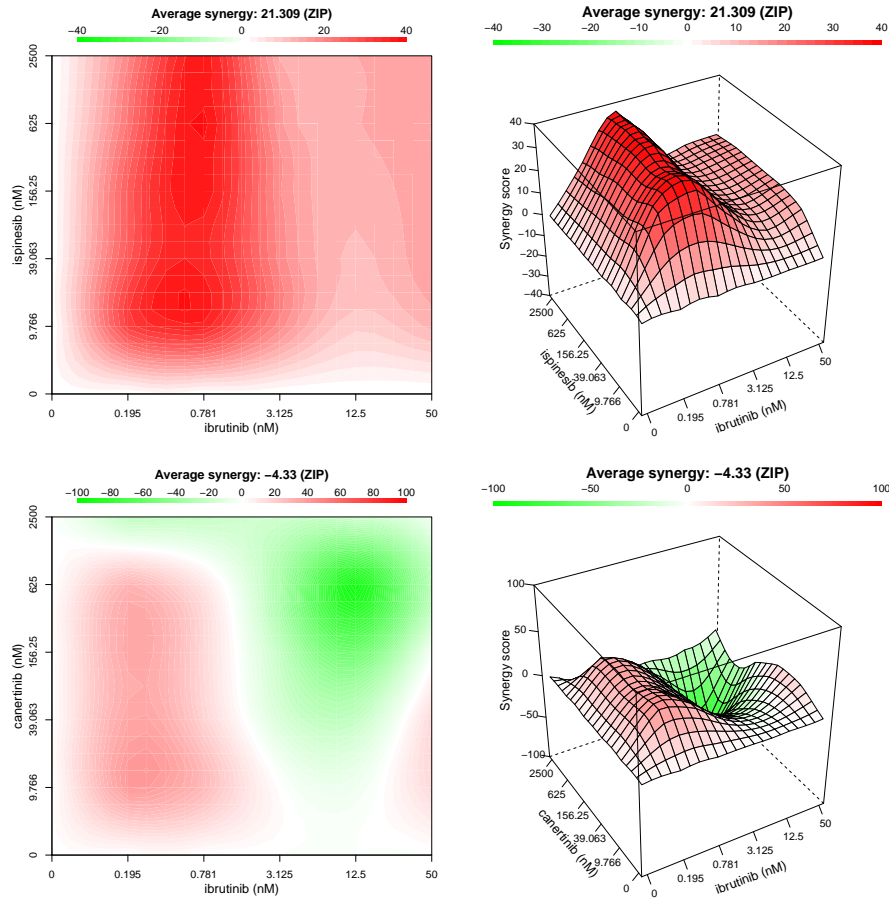 Average synergy: 21.309 (ZIP)
−40 −20 0 20 40
2500
625
156.25
39.063
9.766
0
ispinesib (nM)
0 0.195 0.781 3.125 12.5 50
ibrutinib (nM)
Average synergy: 21.309 (ZIP)
−40 −30 −20 −10 0 10 20 30 40
40
30
20
10
0
−10
−20
−30
−40
Synergy score
2500
625
156.25
39.063
9.766
0
ispinesib (nM)
0
0.195
0.781
3.125
12.5
50
ibrutinib (nM)
Average synergy: −4.33 (ZIP)
−100 −80 −60 −40 −20 0 20 40 60 80 100
2500
625
156.25
39.063
9.766
0
canertinib (nM)
0 0.195 0.781 3.125 12.5 50
ibrutinib (nM)
Average synergy: −4.33 (ZIP)
−100 −50 0 50 100
100
50
0
−50
−100
Synergy score
2500
625
156.25
39.063
9.766
0
canertinib (nM)
0
0.195
0.781
3.125
12.5
50
ibrutinib (nM)